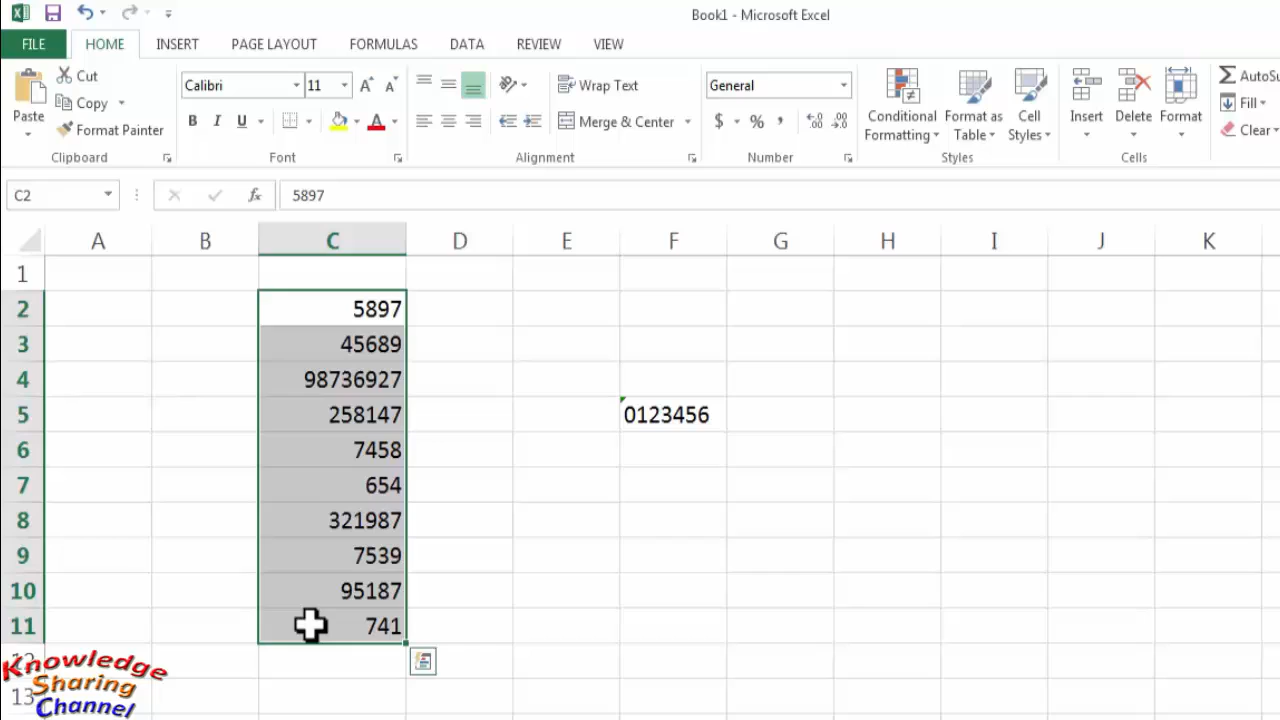 Book1 - Microsoft Excel
FILE HOME INSERT PAGE LAYOUT FORMULAS DATA REVIEW VIEW
Paste
Cut
Copy
Format Painter
Clipboard
Calibri 11
B I U
Font
Wrap Text
Merge & Center
Alignment
General
$ % ,
Number
Conditional Formatting
Format as Table
Cell Styles
Styles
Insert
Delete
Format
Cells
AutoSu
Fill
Clear
C2 fx 5897
A B C D E F G H I J K
1
2 5897
3 45689
4 98736927
5 258147 0123456
6 7458
7 654
8 321987
9 7539
10 95187
11 741
12
13
Knowledge
Sharing
Channel